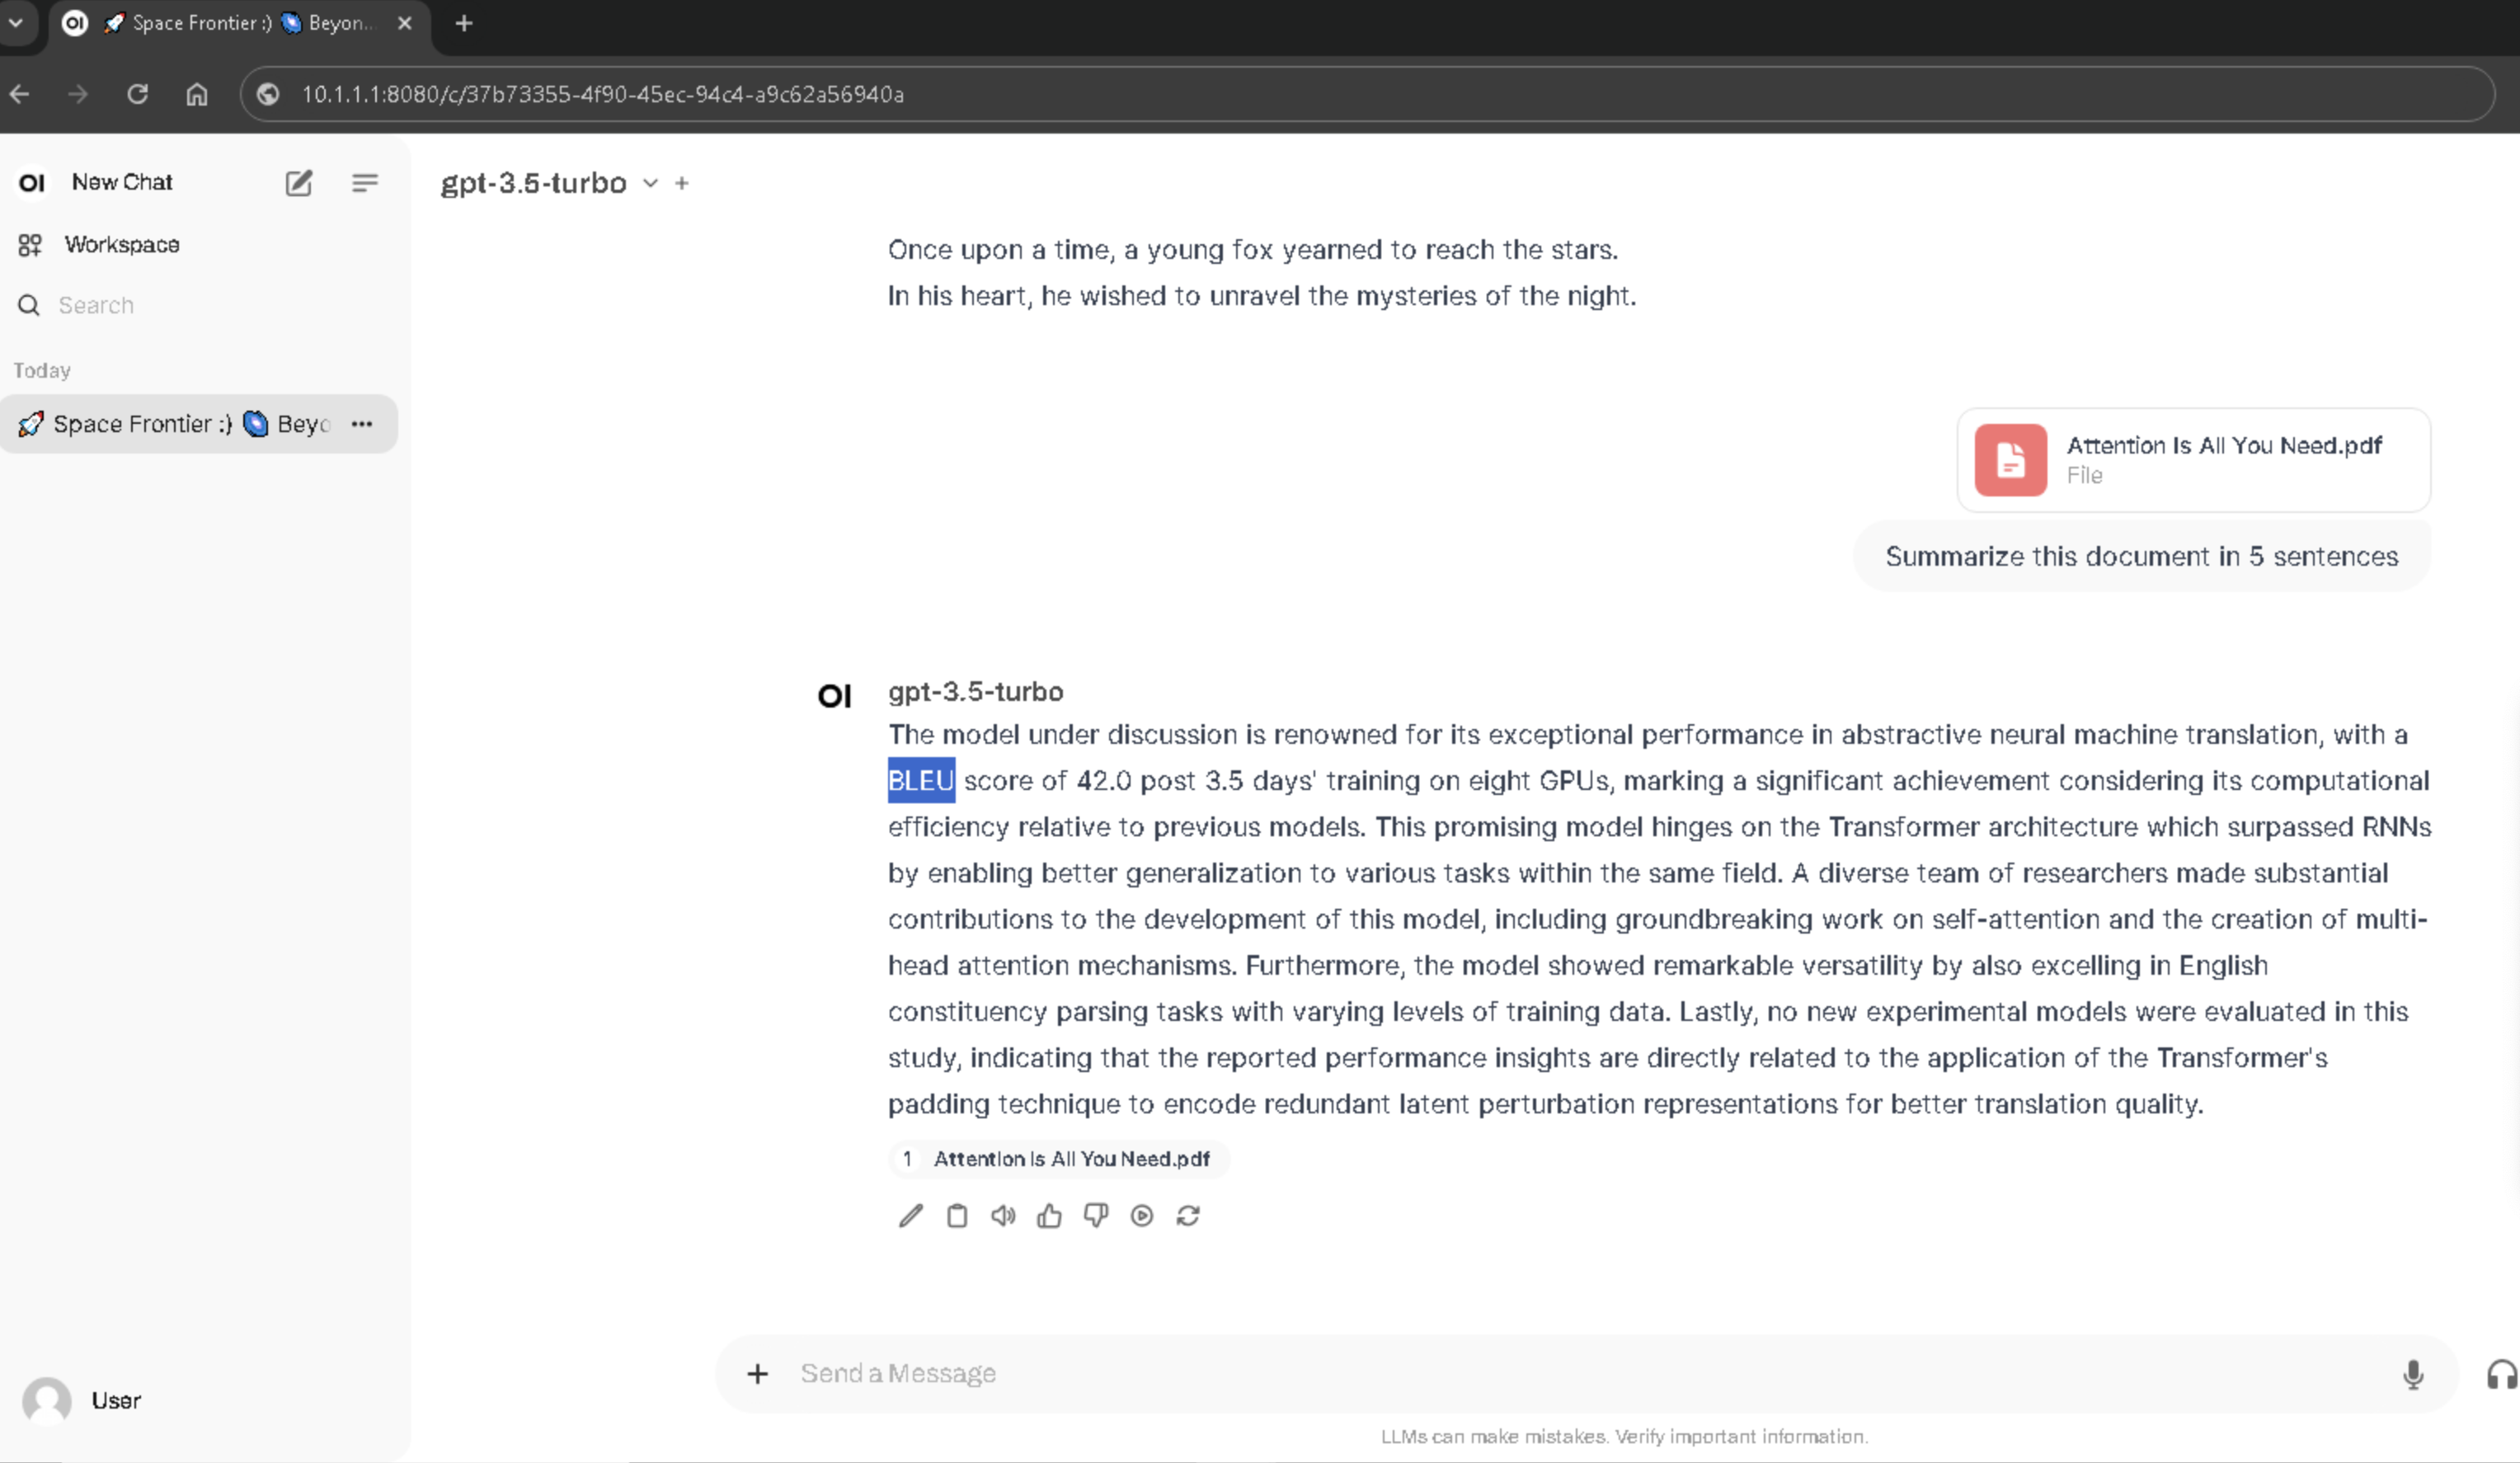 OI 🚀 Space Frontier :) 🌌 Beyon...
10.1.1.1:8080/c/37b73355-4f90-45ec-94c4-a9c62a56940a
OI New Chat
Workspace
Search
Today
🚀 Space Frontier :) 🌌 Beyo
gpt-3.5-turbo
Once upon a time, a young fox yearned to reach the stars.
In his heart, he wished to unravel the mysteries of the night.
Attention Is All You Need.pdf
File
Summarize this document in 5 sentences
OI gpt-3.5-turbo
The model under discussion is renowned for its exceptional performance in abstractive neural machine translation, with a
BLEU score of 42.0 post 3.5 days' training on eight GPUs, marking a significant achievement considering its computational
efficiency relative to previous models. This promising model hinges on the Transformer architecture which surpassed RNNs
by enabling better generalization to various tasks within the same field. A diverse team of researchers made substantial
contributions to the development of this model, including groundbreaking work on self-attention and the creation of multi-
head attention mechanisms. Furthermore, the model showed remarkable versatility by also excelling in English
constituency parsing tasks with varying levels of training data. Lastly, no new experimental models were evaluated in this
study, indicating that the reported performance insights are directly related to the application of the Transformer's
padding technique to encode redundant latent perturbation representations for better translation quality.
1 Attention Is All You Need.pdf
Send a Message
User
LLMs can make mistakes. Verify important information.